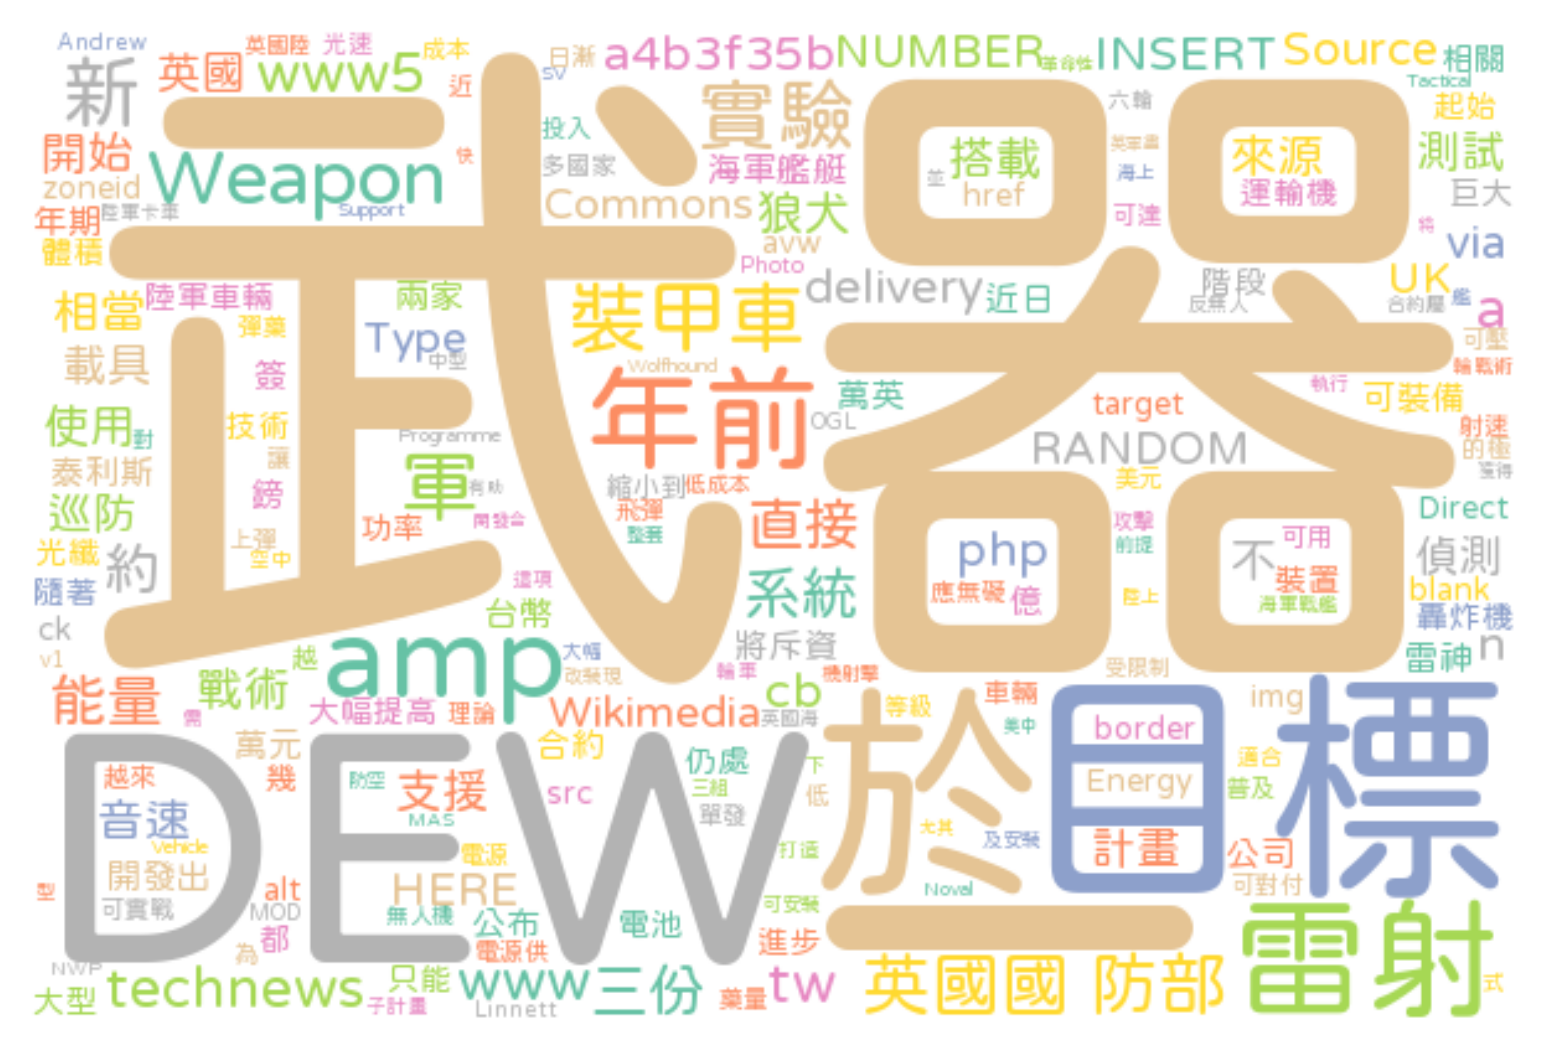 Andrew
英國陸
光速
成本
日漸
a4b3f35b
NUMBER
革命性
INSERT
Source
相關
新
英國
www5
近
sv
Tactical
實驗
六輪
起始
開始
Weapon
快
投入
多國家
海軍艦艇
搭載
並
href
海上
來源
運輸機
測試
巨大
zoneid
年期
陸軍卡車
Support
Commons
狼犬
可達
將
體積
avw
Photo
via
武器
陸軍車輛
兩家
裝甲車
delivery
近日
階段
反無人
UK
合約屬
艦
a
相當
彈藥
Type
中型
可壓
載具
簽
Wolfhound
年前
萬英
OGL
target
執行
輪戰術
可裝備
使用
對
技術
Programme
RANDOM
射速
的極
獲得
泰利斯
讓
軍
有助
縮小到
低成本
美元
巡防
鎊
開發合
飛彈
整套
直接
攻擊
前提
Direct
功率
光纖
上彈
空中
約
php
不
可用
裝置
偵測
隨著
這項
系統
應無礙
億
陸上
海軍戰艦
blank
轟炸機
台幣
ck
v1
越
amp
大幅
改裝現
將斥資
輪車
機射擊
受限制
雷神
n
能量
戰術
cb
等級
車輛
img
需
大幅提高
理論
Wikimedia
英國海
於
美中
border
目標
DEW
萬元
合約
仍處
下
適合
越來
幾
防空
支援
src
三組
低
Energy
普及
音速
MAS
單發
尤其
及安裝
Vehicle
電源
打造
計畫
公司
開發出
型
alt
HERE
Noval
可對付
可實戰
MOD
無人機
公布
電池
可安裝
為
都
電源供
進步
一
雷射
NWP
technews
只能
www
三份
tw
英國國 防部
大型
子計畫
Linnett
藥量
式